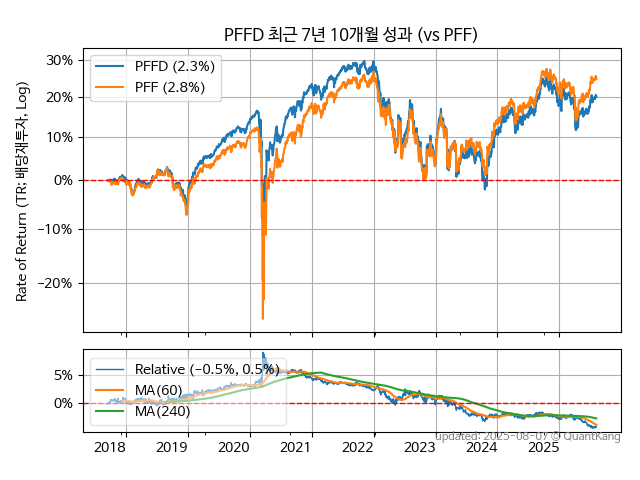 PFFD 최근 7년 10개월 성과 (vs PFF)
Rate of Return (TR: 배당재투자, Log)
30%
20%
10%
0%
−10%
−20%
PFFD (2.3%)
PFF (2.8%)
5%
0%
Relative (−0.5%, 0.5%)
MA(60)
MA(240)
2018 2019 2020 2021 2022 2023 2024 2025
updated: 2025-08-01 © QuantKang